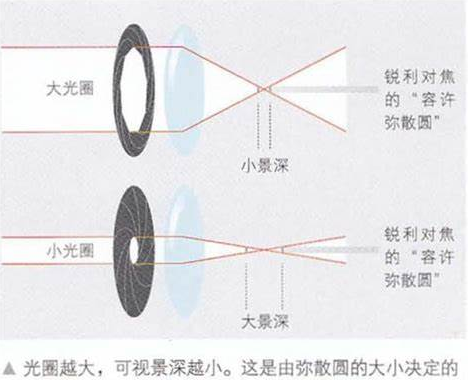 大光圈
锐利对焦
的“容许
弥散圆”
小景深
小光圈
锐利对焦
的“容许
弥散圆”
大景深
▲ 光圈越大，可视景深越小。这是由弥散圆的大小决定的